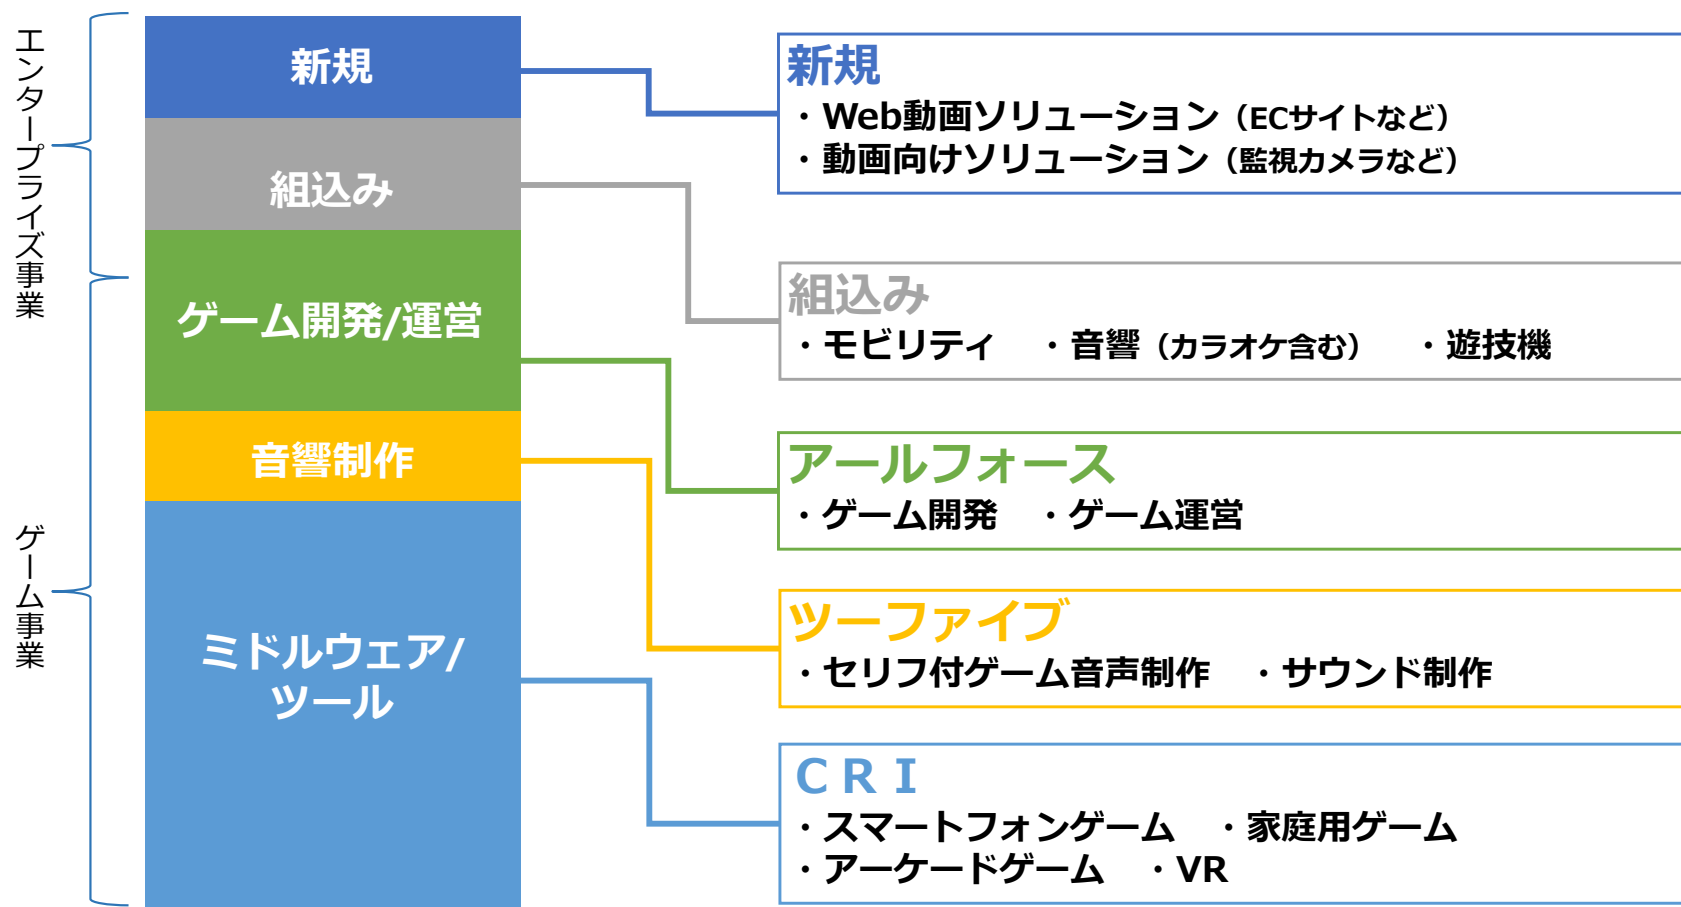 エンタープライズ事業
ゲーム事業
新規
組込み
ゲーム開発/運営
音響制作
ミドルウェア/
ツール
新規
・Web動画ソリューション（ECサイトなど）
・動画向けソリューション（監視カメラなど）
組込み
・モビリティ　・音響（カラオケ含む）　・遊技機
アールフォース
・ゲーム開発　・ゲーム運営
ツーファイブ
・セリフ付ゲーム音声制作　・サウンド制作
ＣＲＩ
・スマートフォンゲーム　・家庭用ゲーム
・アーケードゲーム　・VR